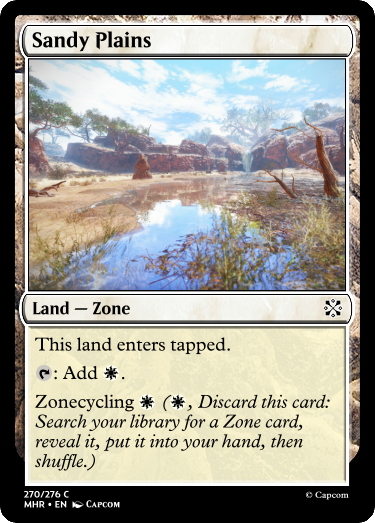 Sandy Plains
Land — Zone
This land enters tapped.
: Add .
Zonecycling  (, Discard this card:
Search your library for a Zone card,
reveal it, put it into your hand, then
shuffle.)
270/276 C
MHR • EN Capcom
© Capcom